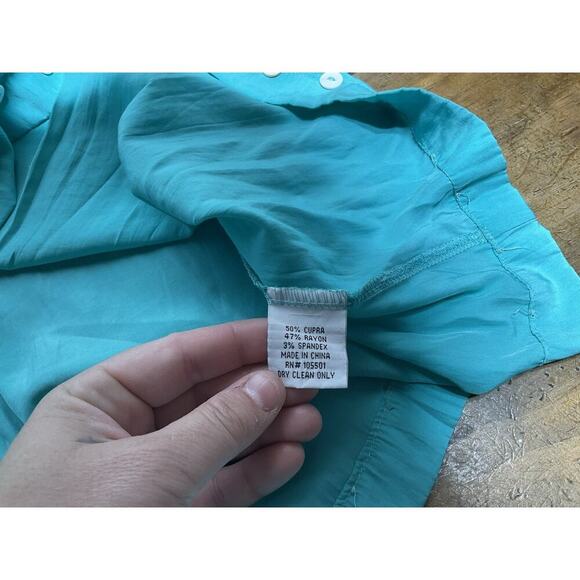 50% CUPRA
47% RAYON
3% SPANDEX
MADE IN CHINA
RN# 105501
DRY CLEAN ONLY